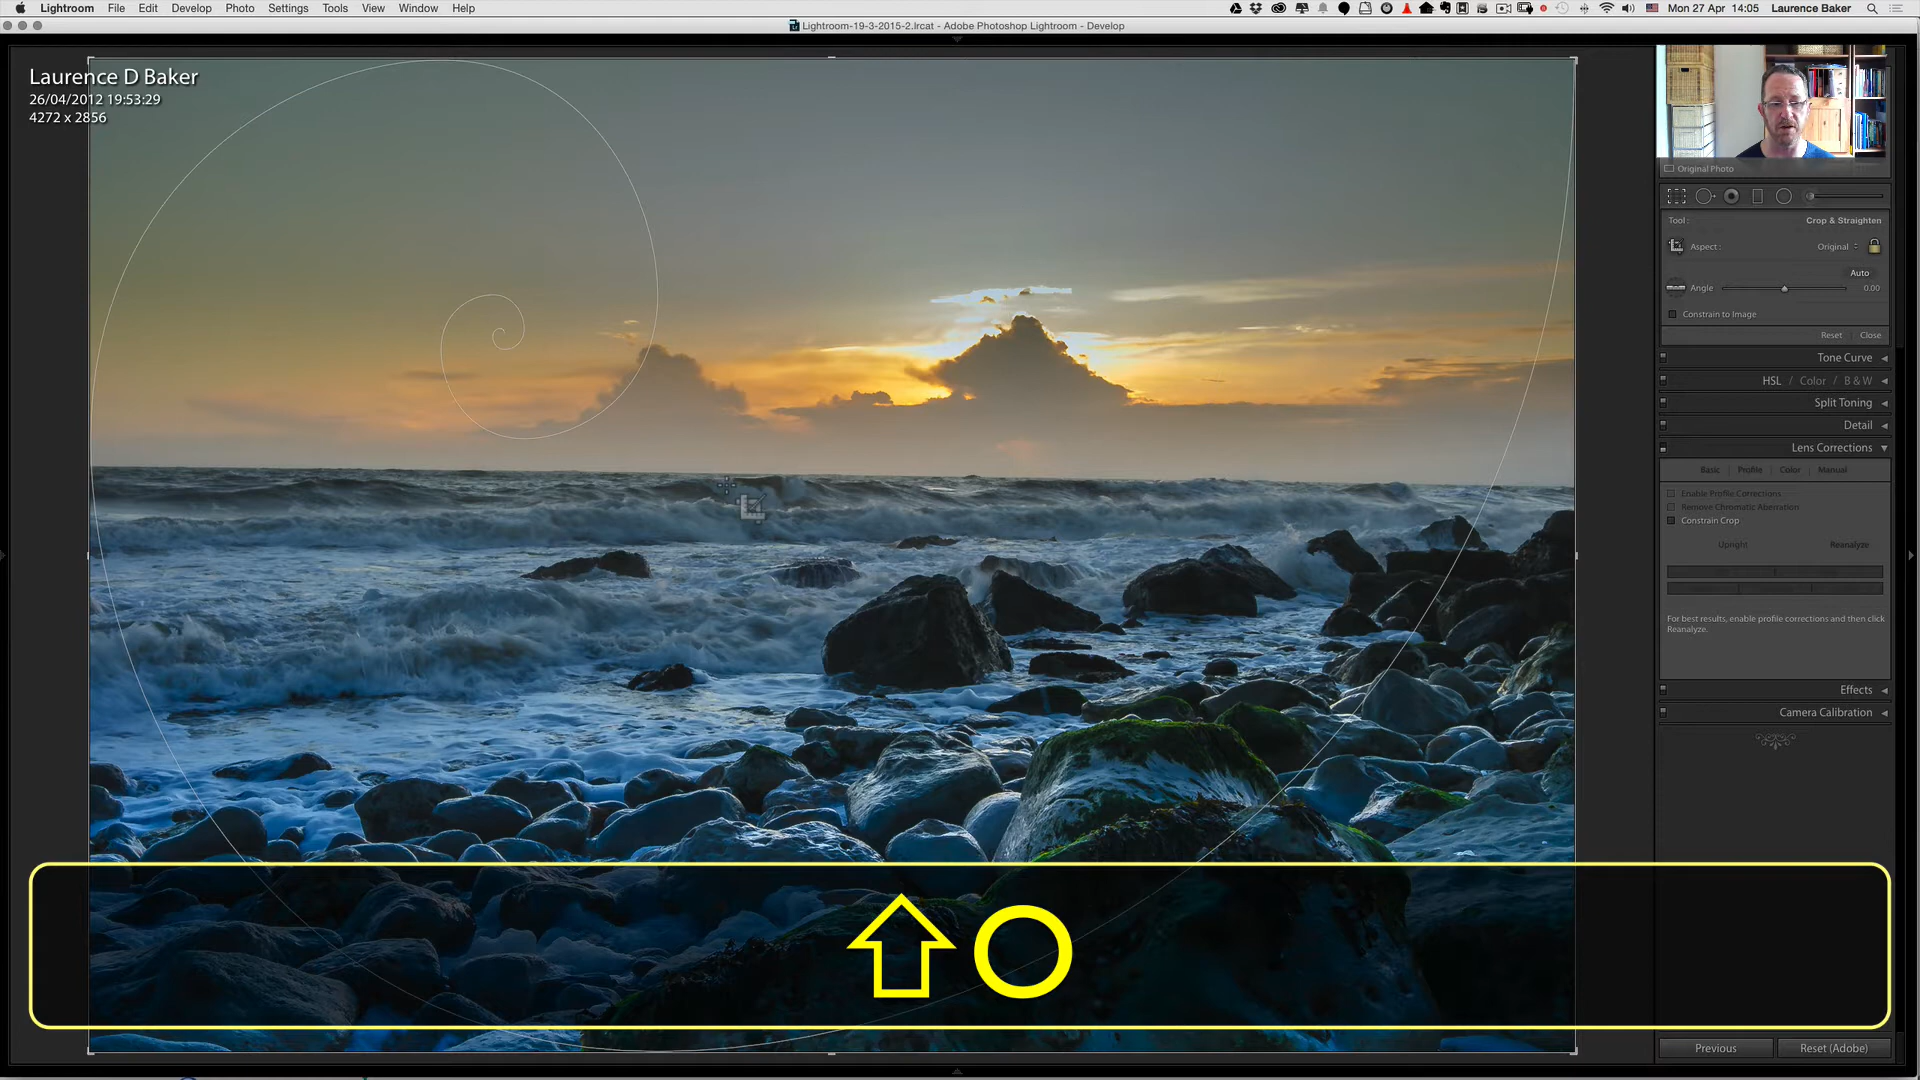 Lightroom File Edit Develop Photo Settings Tools View Window Help
Mon 27 Apr 14:05 Laurence Baker
Lightroom-19-3-2015-2.lrcat - Adobe Photoshop Lightroom - Develop
Laurence D Baker
26/04/2012 19:53:29
4272 x 2856
Original Photo
Tool : Crop & Straighten
Aspect : Original
Auto
Angle 0.00
Constrain to Image
Reset Close
Tone Curve
HSL / Color / B & W
Split Toning
Detail
Lens Corrections
Basic Profile Color Manual
Enable Profile Corrections
Remove Chromatic Aberration
Constrain Crop
Upright Reanalyze
For best results, enable profile corrections and then click
Reanalyze.
Effects
Camera Calibration
⇧O
Previous Reset (Adobe)